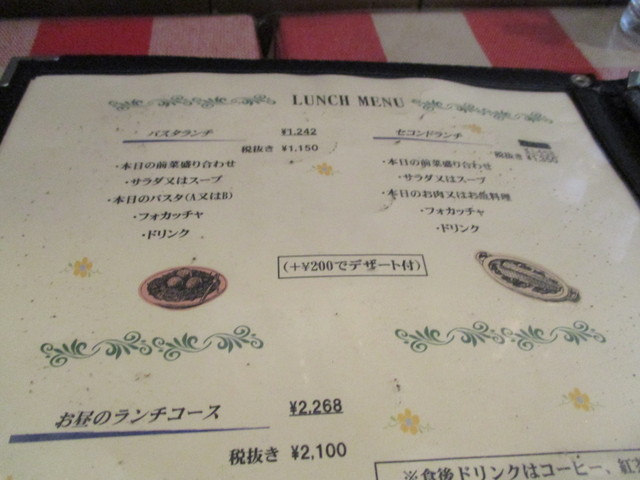 LUNCH MENU
パスタランチ ¥1,242
税抜き ¥1,150
・本日の前菜盛り合わせ
・サラダ又はスープ
・本日のパスタ(A又はB)
・フォカッチャ
・ドリンク
セコンドランチ
税抜き
・本日の前菜盛り合わせ
・サラダ又はスープ
・本日のお肉又はお魚料理
・フォカッチャ
・ドリンク
(+¥200でデザート付)
お昼のランチコース ¥2,268
税抜き ¥2,100
※食後ドリンクはコーヒー、紅茶